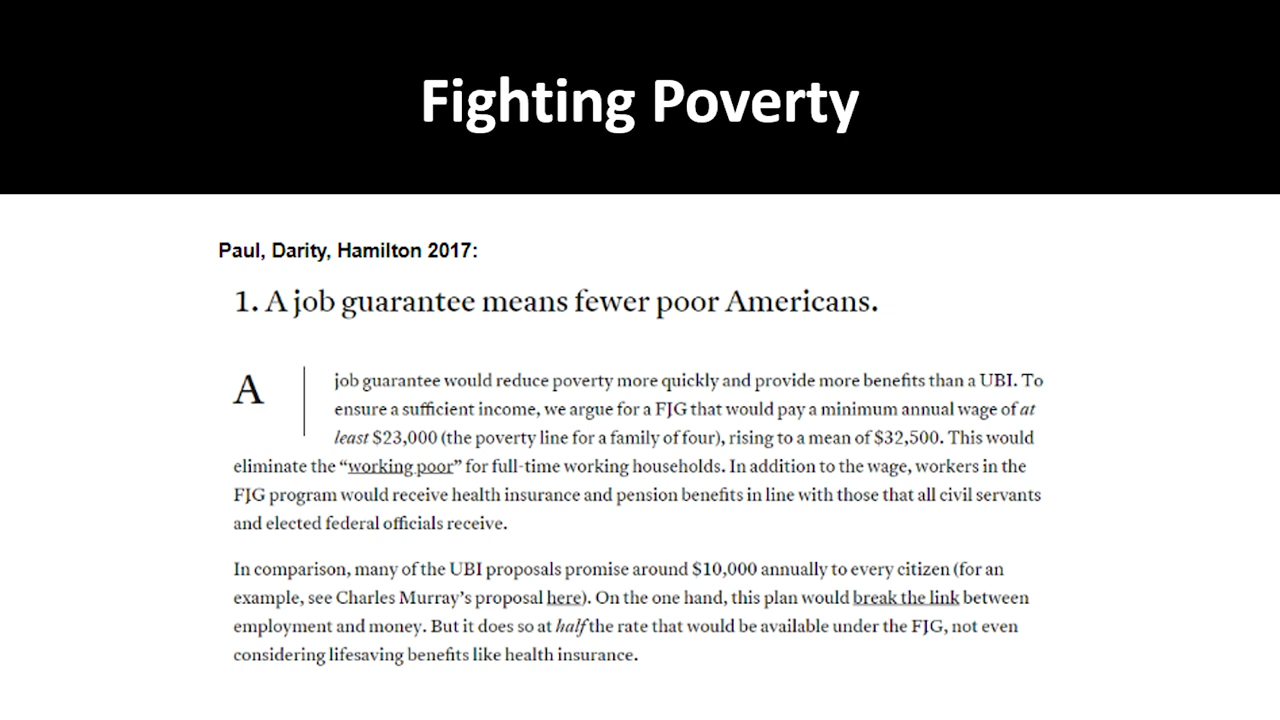 Fighting Poverty
Paul, Darity, Hamilton 2017:
1. A job guarantee means fewer poor Americans.
A job guarantee would reduce poverty more quickly and provide more benefits than a UBI. To
ensure a sufficient income, we argue for a FJG that would pay a minimum annual wage of at
least $23,000 (the poverty line for a family of four), rising to a mean of $32,500. This would
eliminate the “working poor” for full-time working households. In addition to the wage, workers in the
FJG program would receive health insurance and pension benefits in line with those that all civil servants
and elected federal officials receive.
In comparison, many of the UBI proposals promise around $10,000 annually to every citizen (for an
example, see Charles Murray’s proposal here). On the one hand, this plan would break the link between
employment and money. But it does so at half the rate that would be available under the FJG, not even
considering lifesaving benefits like health insurance.